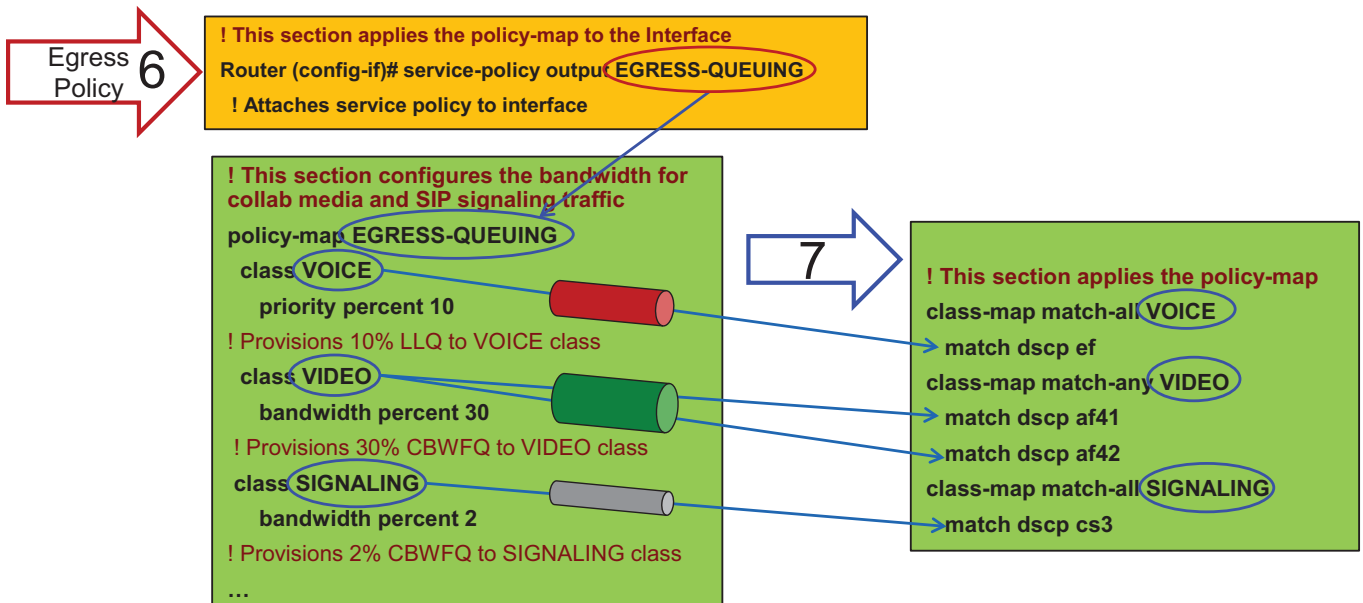 Egress
Policy
6
! This section applies the policy-map to the Interface
Router (config-if)# service-policy output EGRESS-QUEUING
! Attaches service policy to interface
! This section configures the bandwidth for
collab media and SIP signaling traffic
policy-map EGRESS-QUEUING
class VOICE
priority percent 10
! Provisions 10% LLQ to VOICE class
class VIDEO
bandwidth percent 30
! Provisions 30% CBWFQ to VIDEO class
class SIGNALING
bandwidth percent 2
! Provisions 2% CBWFQ to SIGNALING class
...
7
! This section applies the policy-map
class-map match-all VOICE
match dscp ef
class-map match-any VIDEO
match dscp af41
match dscp af42
class-map match-all SIGNALING
match dscp cs3